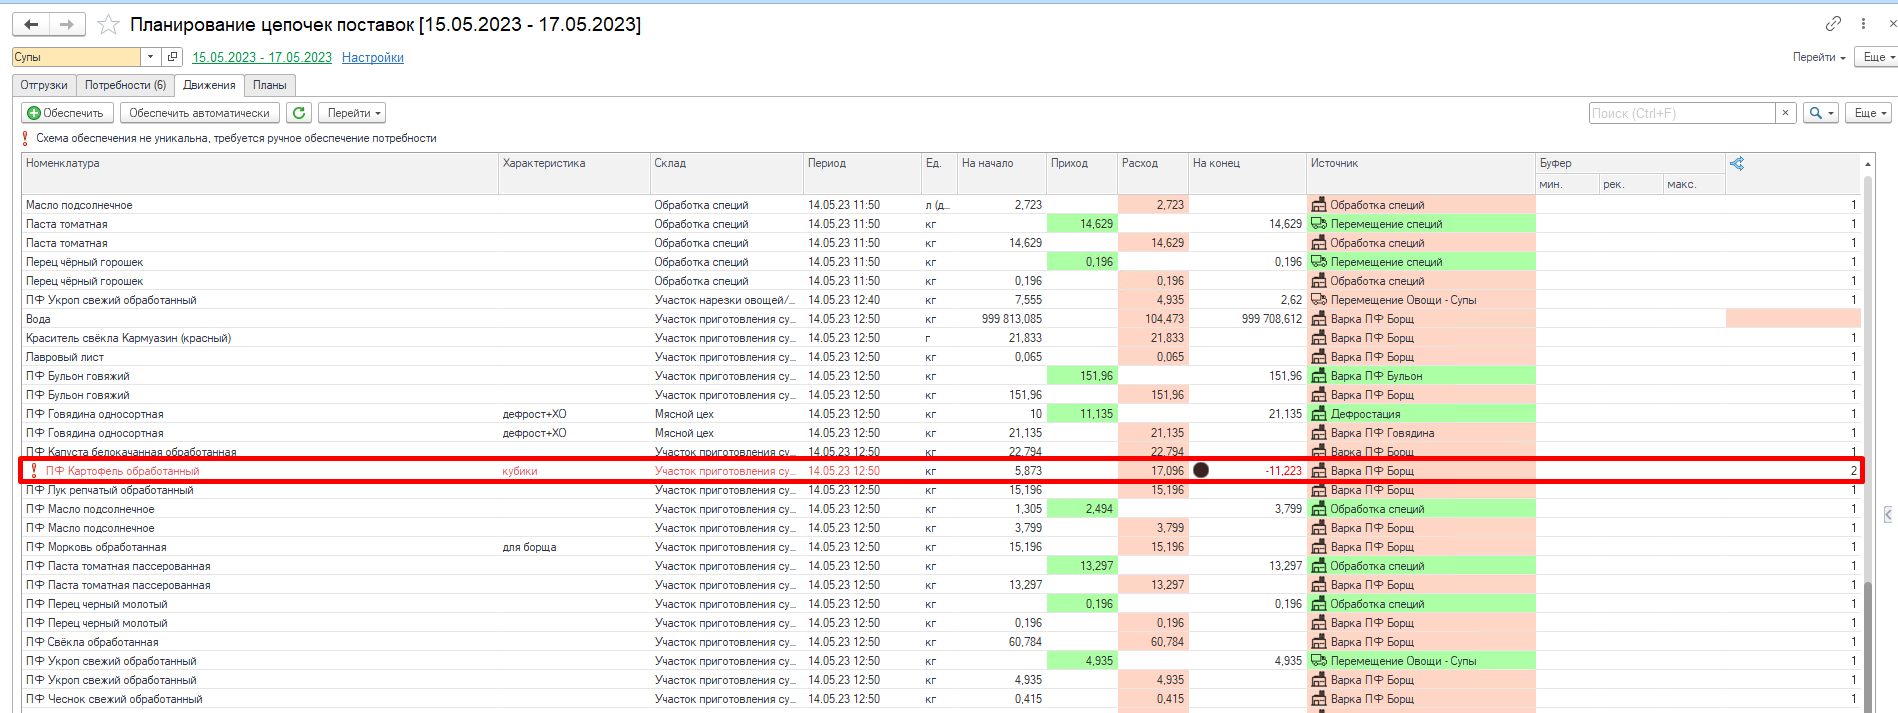 Планирование цепочек поставок [15.05.2023 - 17.05.2023]
Супы 15.05.2023 - 17.05.2023 Настройки Перейти Еще
Отгрузки Потребности (6) Движения Планы
Обеспечить Обеспечить автоматически Перейти Поиск (Ctrl+F) × Еще
Схема обеспечения не уникальна, требуется ручное обеспечение потребности
Номенклатура Характеристика Склад Период Ед. На начало Приход Расход На конец Источник Буфер
мин. рек. макс.
Масло подсолнечное Обработка специй 14.05.23 11:50 л (д... 2,723 2,723 Обработка специй 1
Паста томатная Обработка специй 14.05.23 11:50 кг 14,629 14,629 Перемещение специй 1
Паста томатная Обработка специй 14.05.23 11:50 кг 14,629 14,629 Обработка специй 1
Перец чёрный горошек Обработка специй 14.05.23 11:50 кг 0,196 0,196 Перемещение специй 1
Перец чёрный горошек Обработка специй 14.05.23 11:50 кг 0,196 0,196 Обработка специй 1
ПФ Укроп свежий обработанный Участок нарезки овощей/... 14.05.23 12:40 кг 7,555 4,935 2,62 Перемещение Овощи - Супы 1
Вода Участок приготовления су... 14.05.23 12:50 кг 999 813,085 104,473 999 708,612 Варка ПФ Борщ
Краситель свёкла Кармуазин (красный) Участок приготовления су... 14.05.23 12:50 г 21,833 21,833 Варка ПФ Борщ 1
Лавровый лист Участок приготовления су... 14.05.23 12:50 кг 0,065 0,065 Варка ПФ Борщ 1
ПФ Бульон говяжий Участок приготовления су... 14.05.23 12:50 кг 151,96 151,96 Варка ПФ Бульон 1
ПФ Бульон говяжий Участок приготовления су... 14.05.23 12:50 кг 151,96 151,96 Варка ПФ Борщ 1
ПФ Говядина односортная дефрост+ХО Мясной цех 14.05.23 12:50 кг 10 11,135 21,135 Дефростация 1
ПФ Говядина односортная дефрост+ХО Мясной цех 14.05.23 12:50 кг 21,135 21,135 Варка ПФ Говядина 1
ПФ Капуста белокачанная обработанная Участок приготовления су... 14.05.23 12:50 кг 22,794 22,794 Варка ПФ Борщ 1
ПФ Картофель обработанный кубики Участок приготовления су... 14.05.23 12:50 кг 5,873 17,096 -11,223 Варка ПФ Борщ 2
ПФ Лук репчатый обработанный Участок приготовления су... 14.05.23 12:50 кг 15,196 15,196 Варка ПФ Борщ 1
ПФ Масло подсолнечное Участок приготовления су... 14.05.23 12:50 кг 1,305 2,494 3,799 Обработка специй 1
ПФ Масло подсолнечное Участок приготовления су... 14.05.23 12:50 кг 3,799 3,799 Варка ПФ Борщ 1
ПФ Морковь обработанная для борща Участок приготовления су... 14.05.23 12:50 кг 15,196 15,196 Варка ПФ Борщ 1
ПФ Паста томатная пассерованная Участок приготовления су... 14.05.23 12:50 кг 13,297 13,297 Обработка специй 1
ПФ Паста томатная пассерованная Участок приготовления су... 14.05.23 12:50 кг 13,297 13,297 Варка ПФ Борщ 1
ПФ Перец черный молотый Участок приготовления су... 14.05.23 12:50 кг 0,196 0,196 Обработка специй 1
ПФ Перец черный молотый Участок приготовления су... 14.05.23 12:50 кг 0,196 0,196 Варка ПФ Борщ 1
ПФ Свёкла обработанная Участок приготовления су... 14.05.23 12:50 кг 60,784 60,784 Варка ПФ Борщ 1
ПФ Укроп свежий обработанный Участок приготовления су... 14.05.23 12:50 кг 4,935 4,935 Перемещение Овощи - Супы 1
ПФ Укроп свежий обработанный Участок приготовления су... 14.05.23 12:50 кг 4,935 4,935 Варка ПФ Борщ 1
ПФ Чеснок свежий обработанный Участок приготовления су... 14.05.23 12:50 кг 0,415 0,415 Варка ПФ Борщ 1